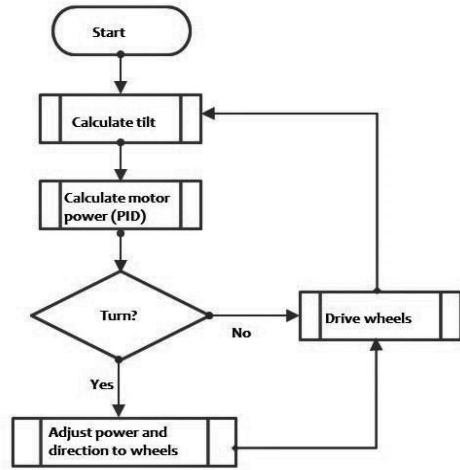 Start
Calculate tilt
Calculate motor
power (PID)
Turn?
No
Drive wheels
Yes
Adjust power and
direction to wheels